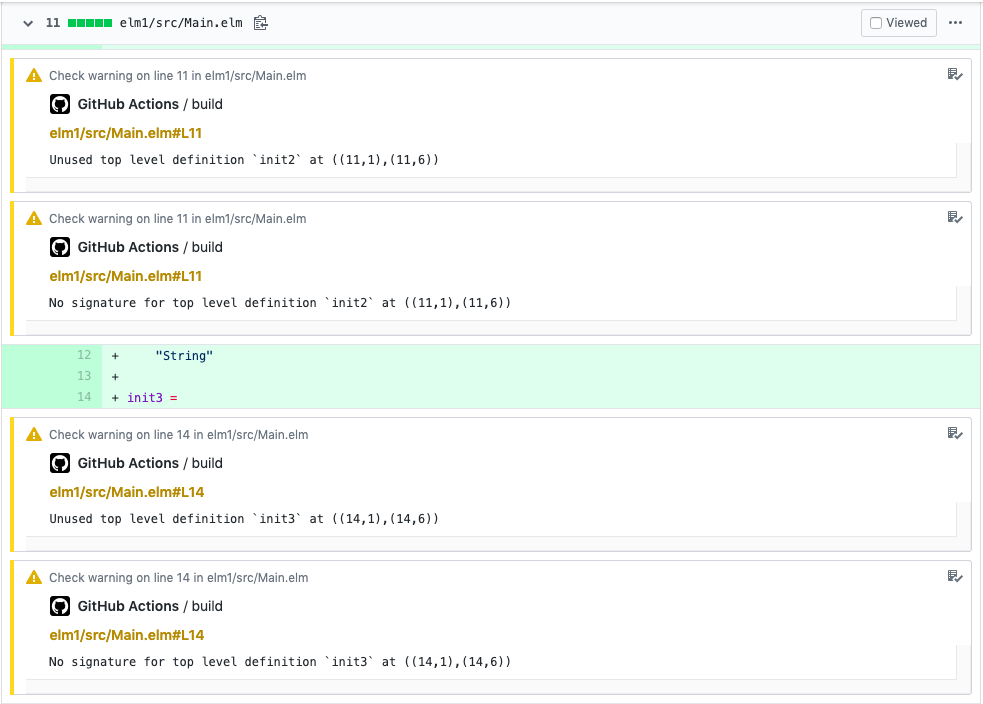 11 elm1/src/Main.elm Viewed ...
Check warning on line 11 in elm1/src/Main.elm
GitHub Actions / build
elm1/src/Main.elm#L11
Unused top level definition `init2` at ((11,1),(11,6))
Check warning on line 11 in elm1/src/Main.elm
GitHub Actions / build
elm1/src/Main.elm#L11
No signature for top level definition `init2` at ((11,1),(11,6))
12 + "String"
13 +
14 + init3 =
Check warning on line 14 in elm1/src/Main.elm
GitHub Actions / build
elm1/src/Main.elm#L14
Unused top level definition `init3` at ((14,1),(14,6))
Check warning on line 14 in elm1/src/Main.elm
GitHub Actions / build
elm1/src/Main.elm#L14
No signature for top level definition `init3` at ((14,1),(14,6))